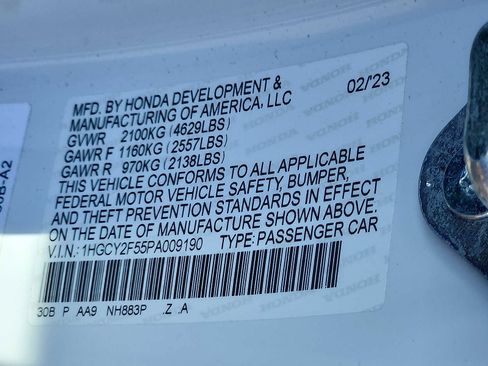 MFD. BY HONDA DEVELOPMENT & 02/23
MANUFACTURING OF AMERICA, LLC
GVWR 2100KG (4629LBS)
GAWR F 1160KG (2557LBS)
GAWR R 970KG (2138LBS)
THIS VEHICLE CONFORMS TO ALL APPLICABLE
FEDERAL MOTOR VEHICLE SAFETY, BUMPER,
AND THEFT PREVENTION STANDARDS IN EFFECT
ON THE DATE OF MANUFACTURE SHOWN ABOVE.
V.I.N.: 1HGCY2F55PA009190 TYPE: PASSENGER CAR
30B P .AA9 NH883P .Z .A
HONDA